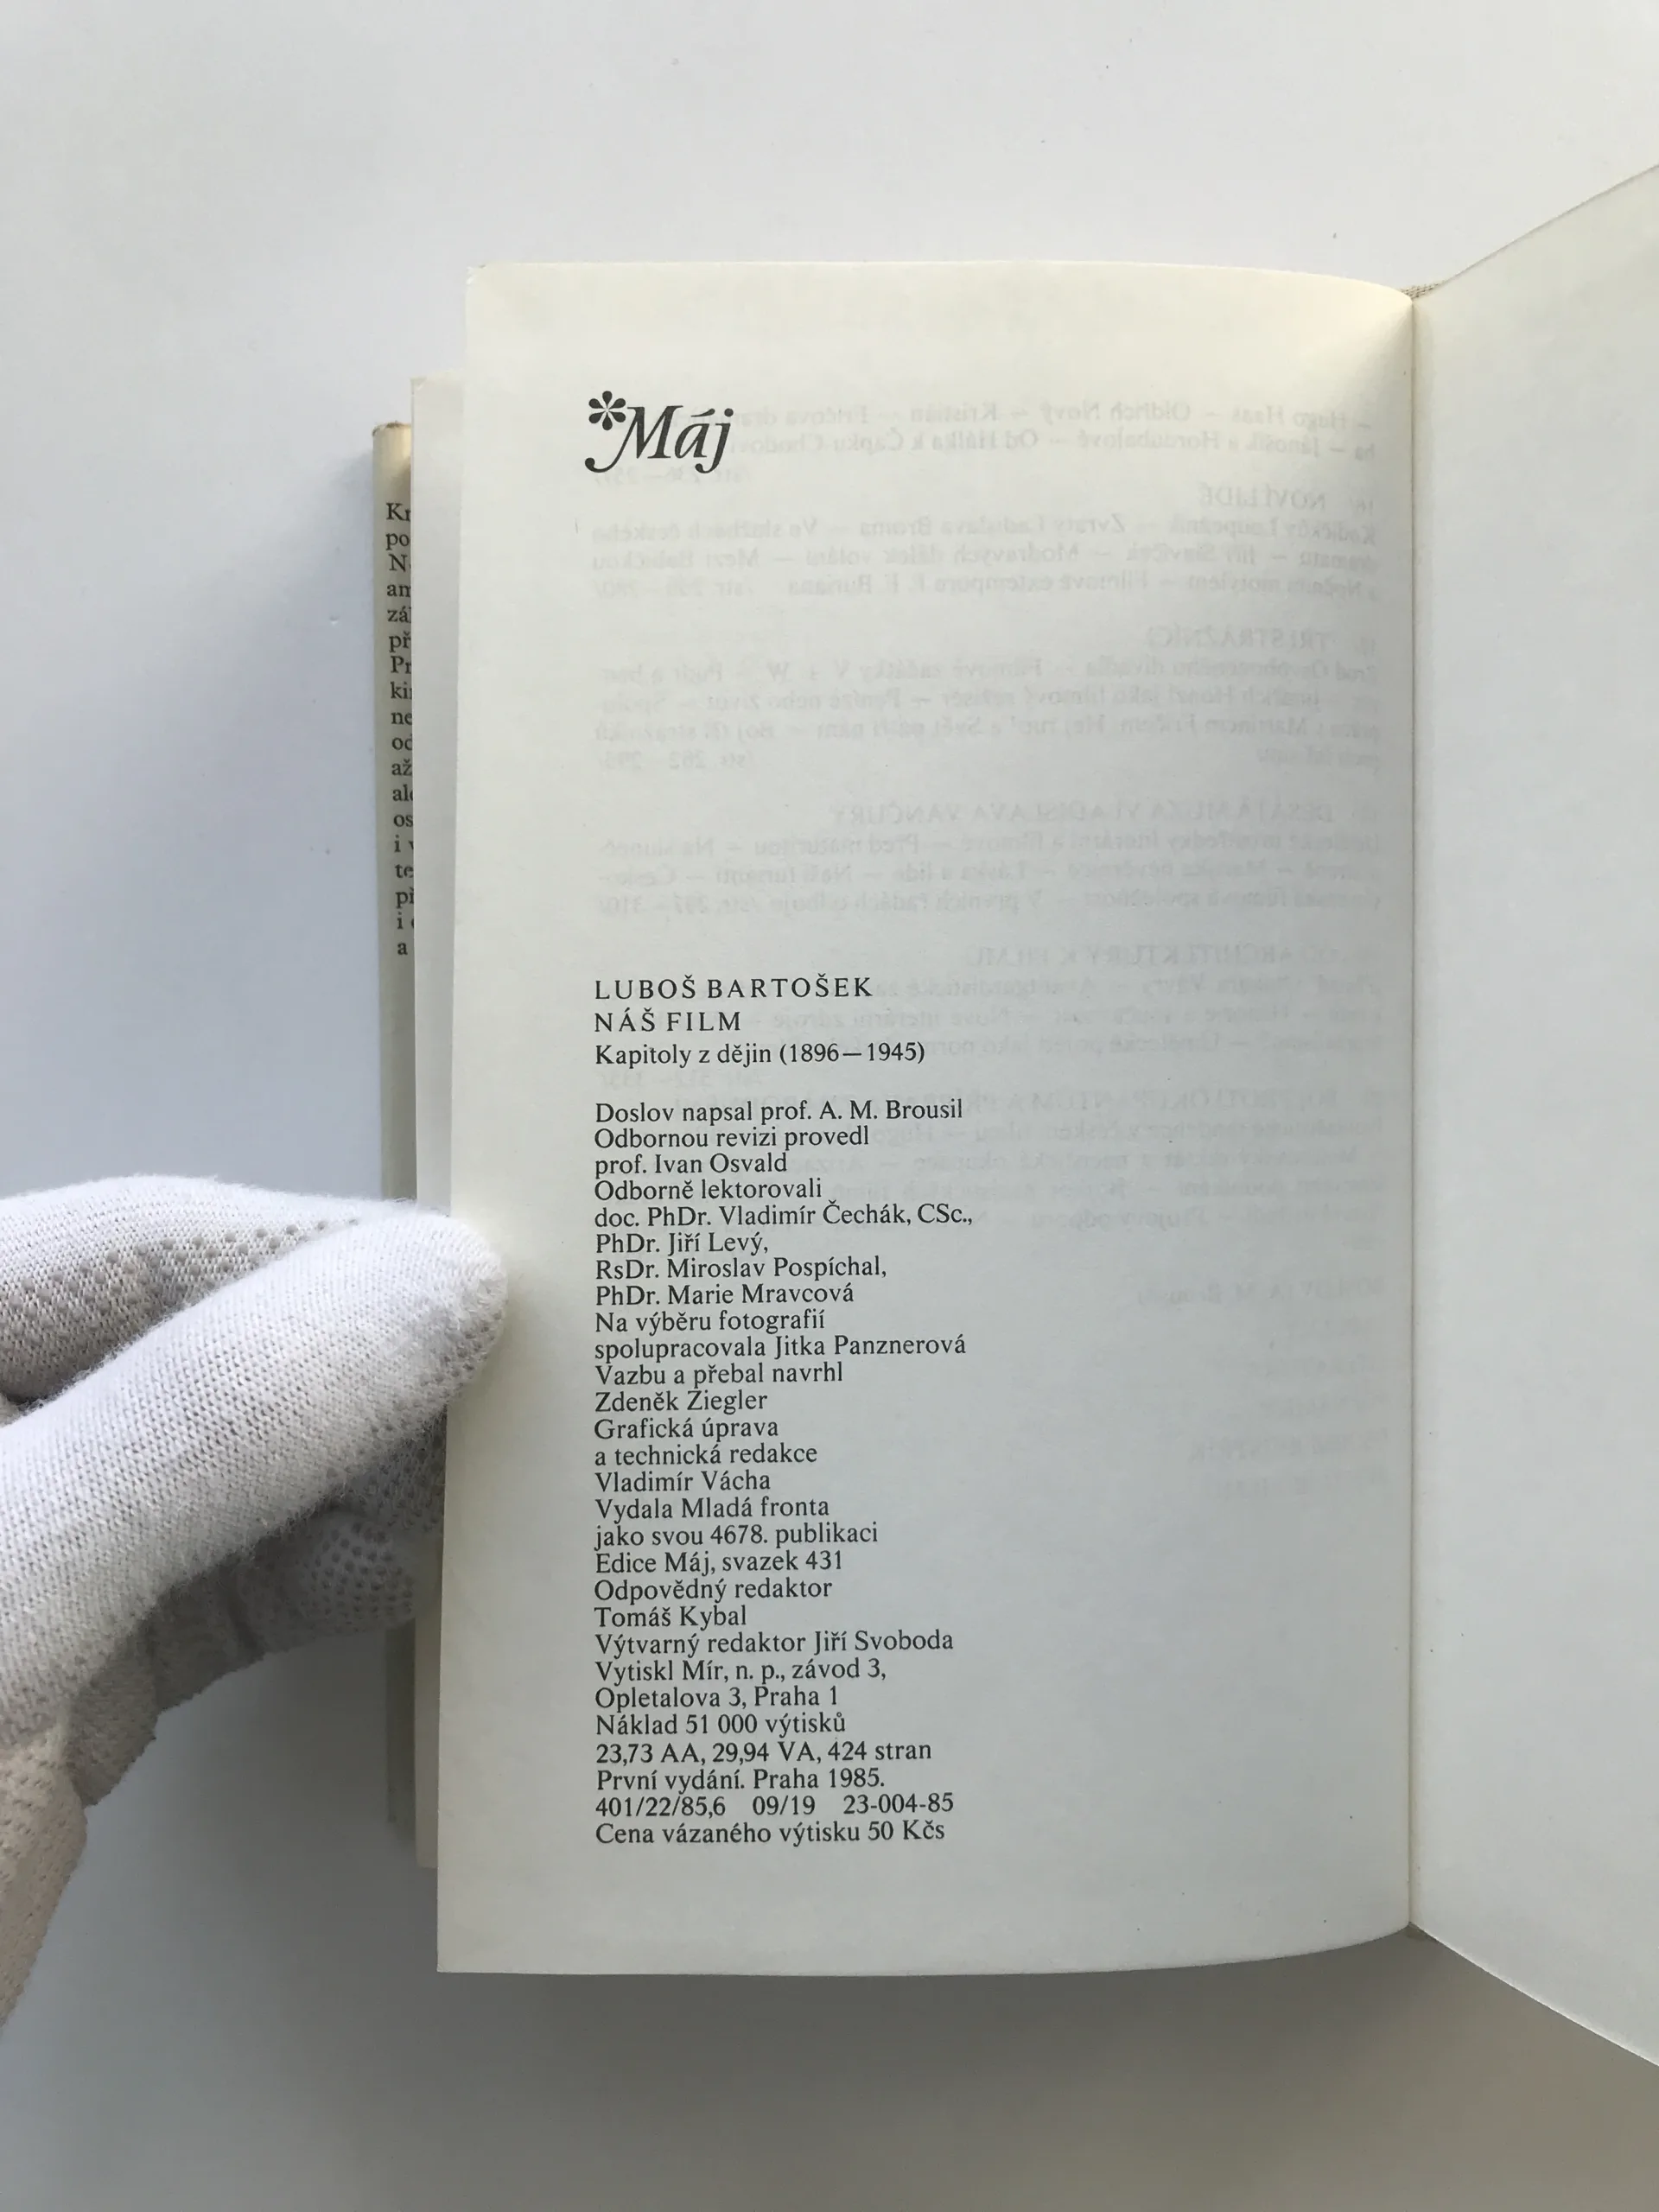 *Máj
LUBOŠ BARTOŠEK
NÁŠ FILM
Kapitoly z dějin (1896—1945)
Doslov napsal prof. A. M. Brousil
Odbornou revizi provedl
prof. Ivan Osvald
Odborně lektorovali
doc. PhDr. Vladimír Čechák, CSc.,
PhDr. Jiří Levý,
RsDr. Miroslav Pospíchal,
PhDr. Marie Mravcová
Na výběru fotografií
spolupracovala Jitka Panznerová
Vazbu a přebal navrhl
Zdeněk Ziegler
Grafická úprava
a technická redakce
Vladimír Vácha
Vydala Mladá fronta
jako svou 4678. publikaci
Edice Máj, svazek 431
Odpovědný redaktor
Tomáš Kybal
Výtvarný redaktor Jiří Svoboda
Vytiskl Mír, n. p., závod 3,
Opletalova 3, Praha 1
Náklad 51 000 výtisků
23,73 AA, 29,94 VA, 424 stran
První vydání. Praha 1985.
401/22/85,6 09/19 23-004-85
Cena vázaného výtisku 50 Kčs